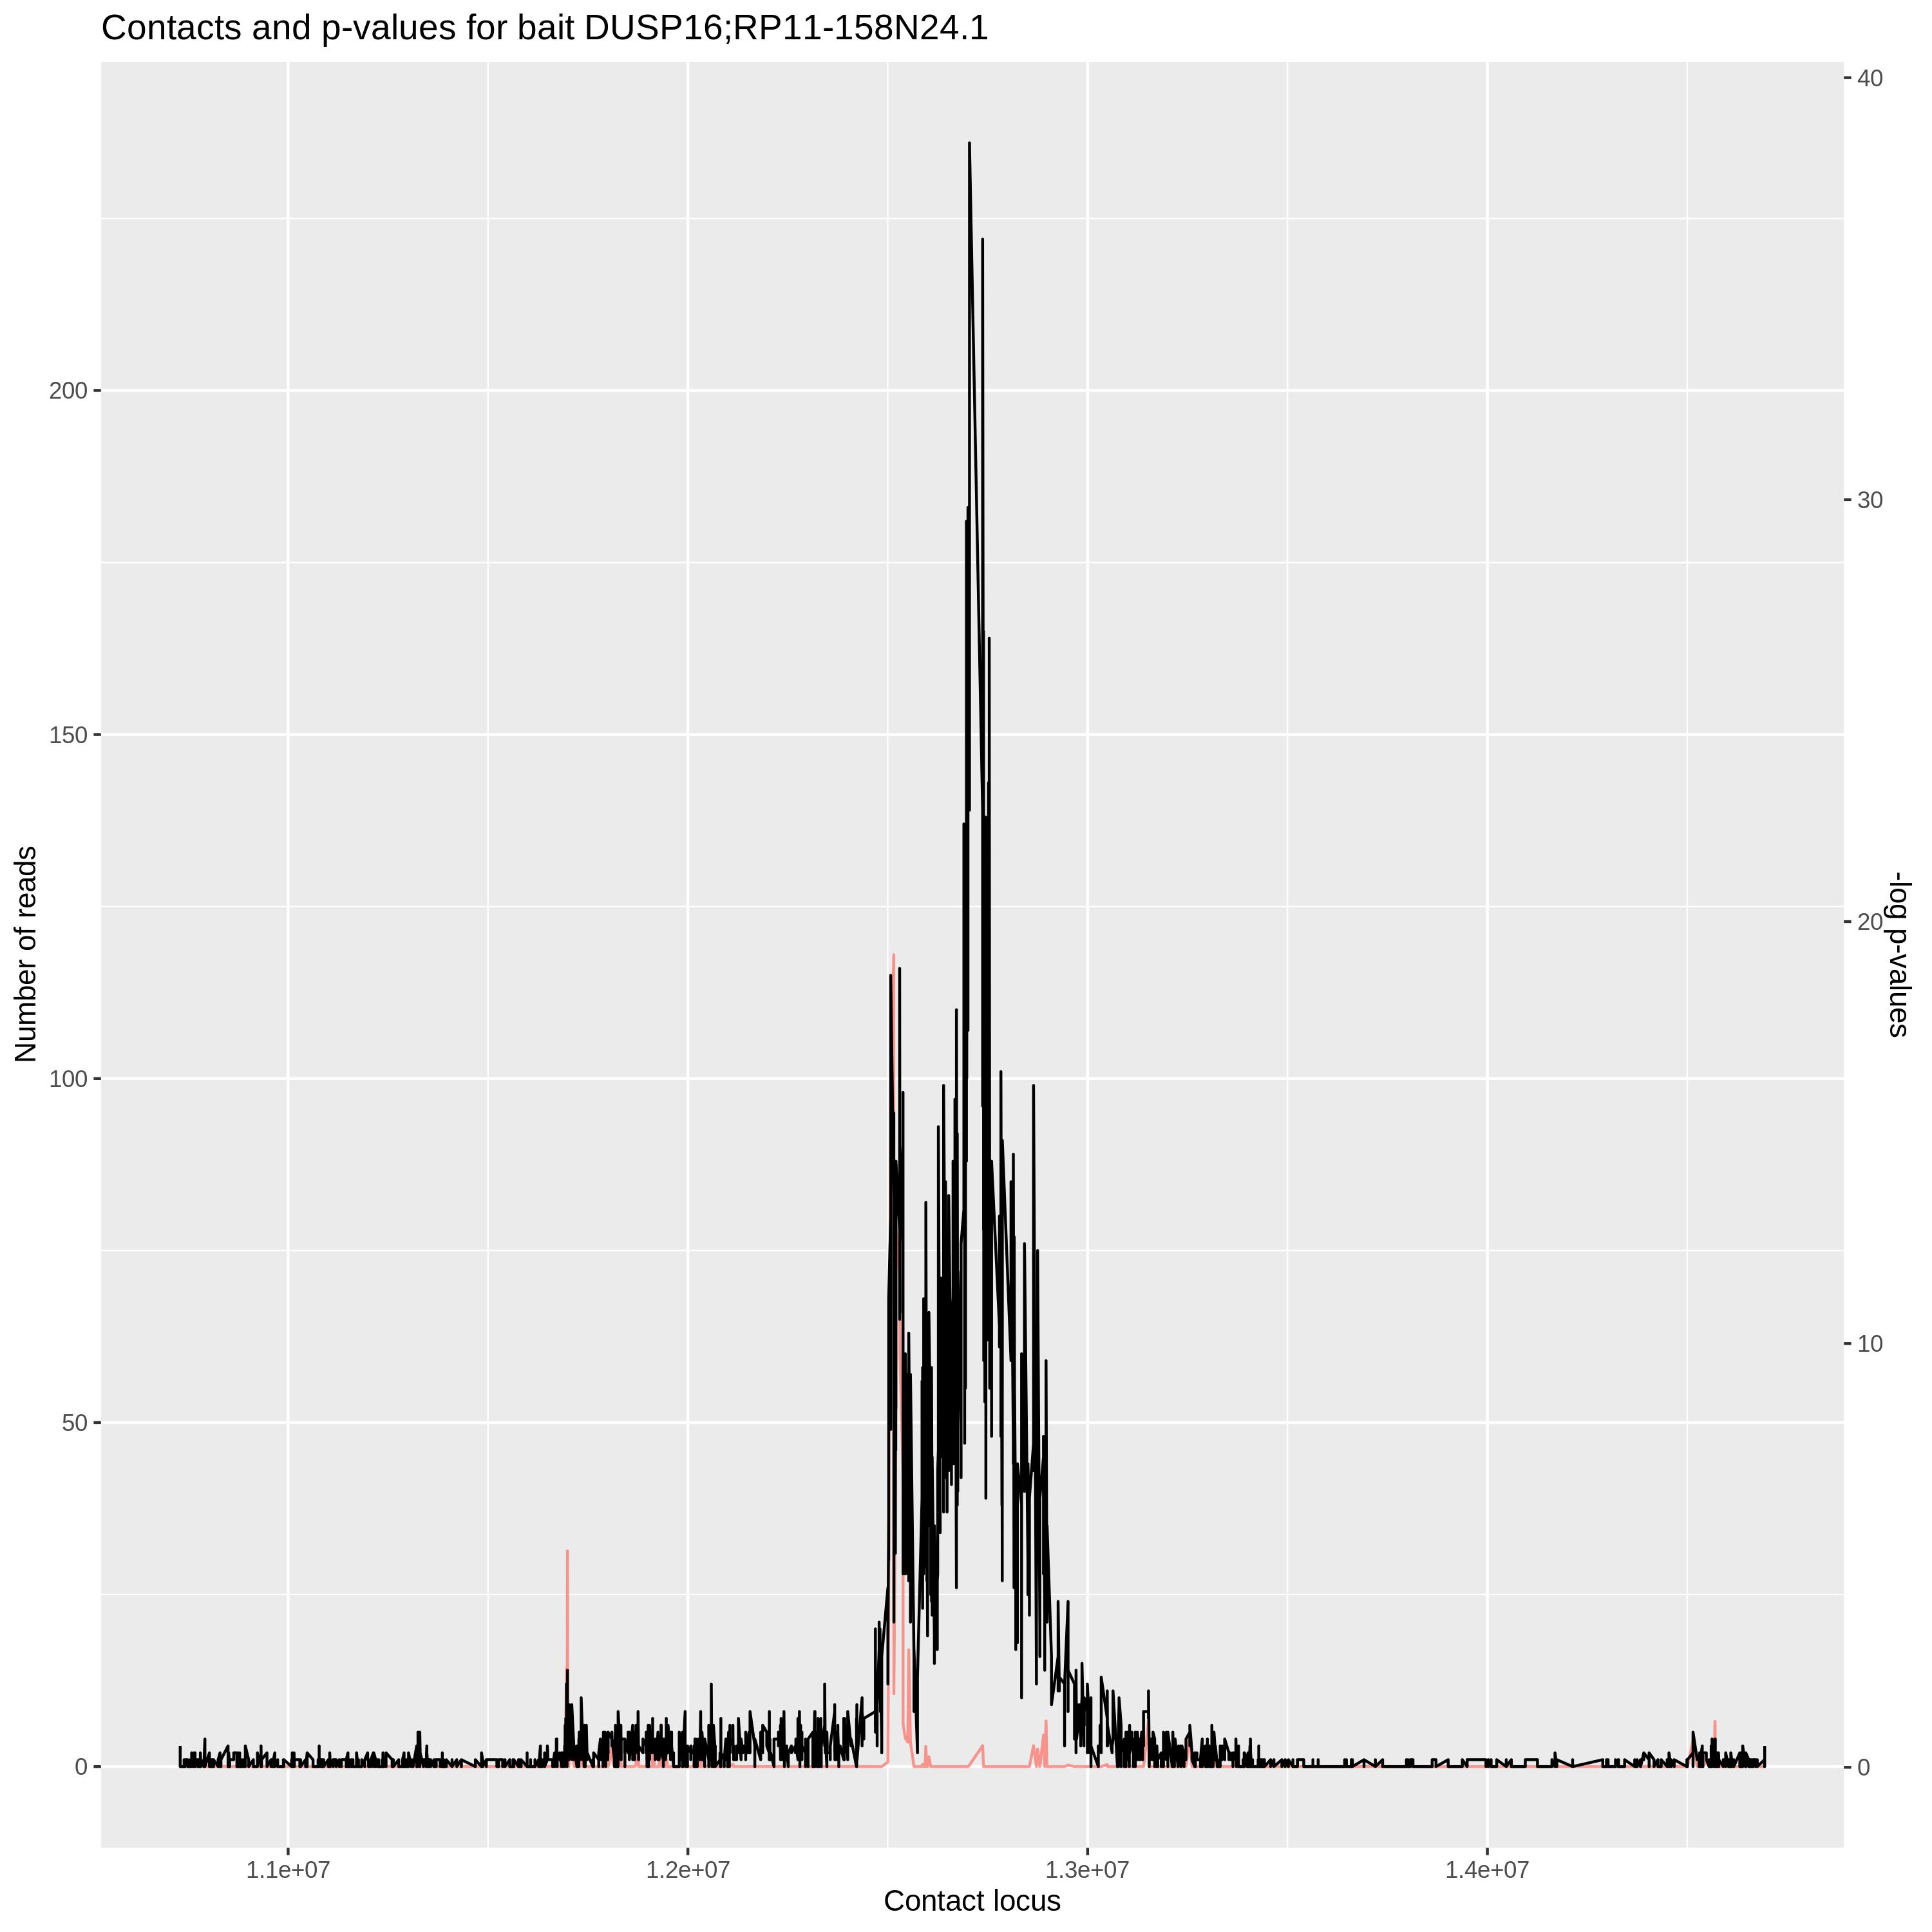 Contacts and p-values for bait DUSP16;RP11-158N24.1
40
30
20
10
0
200
150
100
50
0
Number of reads
-log p-values
1.1e+07 1.2e+07 1.3e+07 1.4e+07
Contact locus